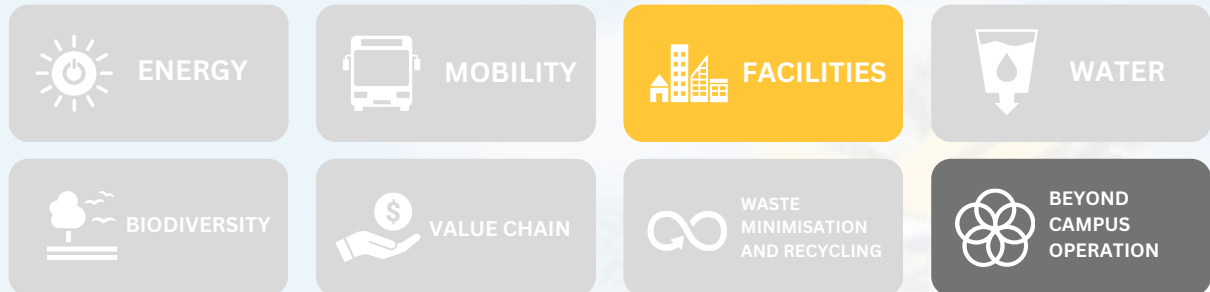 ENERGY
MOBILITY
FACILITIES
WATER
BIODIVERSITY
VALUE CHAIN
WASTE
MINIMISATION
AND RECYCLING
BEYOND
CAMPUS
OPERATION